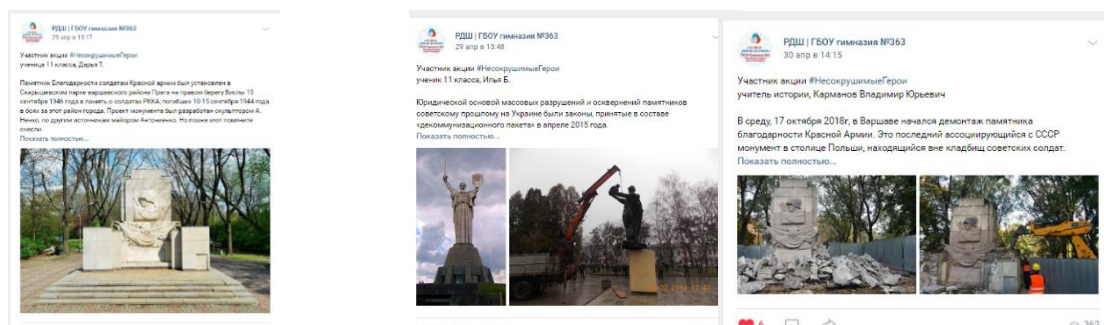 РДШ | ГБОУ гимназия №363
29 апр в 13:17
Участник акции #НесокрушимыеГерои
ученица 11 класса, Дарья Т.
Памятник Благодарности солдатам Красной армии был установлен в
Скарышевском парке варшавского района Прага на правом берегу Вислы 15
сентября 1946 года в память о солдатах РККА, погибших 10-15 сентября 1944 года
в боях за этот район города. Проект монумента был разработан скульптором А.
Ненко, по другим источникам майором Антониенко. Но позже этот памятник
снесли.
Показать полностью...
РДШ | ГБОУ гимназия №363
29 апр в 13:48
Участник акции #НесокрушимыеГерои
ученик 11 класса, Илья Б.
Юридической основой массовых разрушений и осквернений памятников
советскому прошлому на Украине были законы, принятые в составе
«декоммунизационного пакета» в апреле 2015 года.
Показать полностью...
РДШ | ГБОУ гимназия №363
30 апр в 14:15
Участник акции #НесокрушимыеГерои
учитель истории, Карманов Владимир Юрьевич
В среду, 17 октября 2018г, в Варшаве начался демонтаж памятника
благодарности Красной Армии. Это последний ассоциирующийся с СССР
монумент в столице Польши, находящийся вне кладбищ советских солдат.
Показать полностью...
6
362